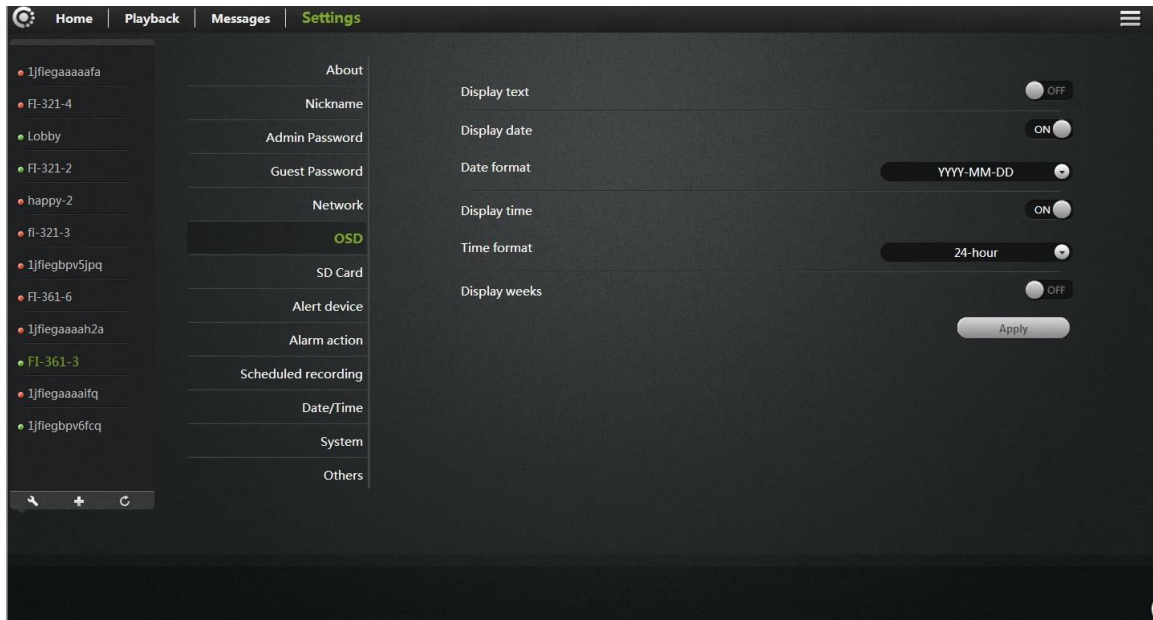 Home Playback Messages Settings
1jfiegaaaaafa
FI-321-4
Lobby
FI-321-2
happy-2
fi-321-3
1jfiegbpv5jpq
FI-361-6
1jfiegaaaah2a
FI-361-3
1jfiegaaaaifq
1jfiegbpv6fcq
About
Nickname
Admin Password
Guest Password
Network
OSD
SD Card
Alert device
Alarm action
Scheduled recording
Date/Time
System
Others
Display text OFF
Display date ON
Date format YYYY-MM-DD
Display time ON
Time format 24-hour
Display weeks OFF
Apply